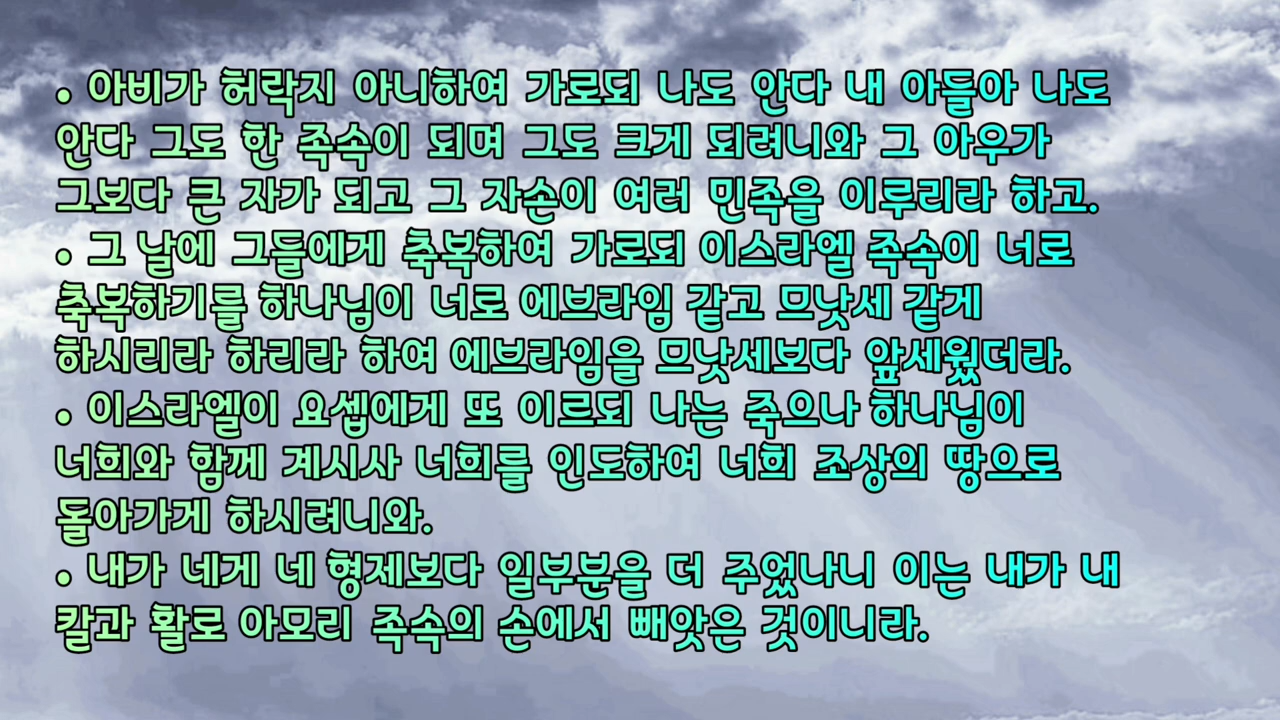 • 아비가 허락지 아니하여 가로되 나도 안다 내 아들아 나도
안다 그도 한 족속이 되며 그도 크게 되려니와 그 아우가
그보다 큰 자가 되고 그 자손이 여러 민족을 이루리라 하고.
• 그 날에 그들에게 축복하여 가로되 이스라엘 족속이 너로
축복하기를 하나님이 너로 에브라임 같고 므낫세 같게
하시리라 하리라 하여 에브라임을 므낫세보다 앞세웠더라.
• 이스라엘이 요셉에게 또 이르되 나는 죽으나 하나님이
너희와 함께 계시사 너희를 인도하여 너희 조상의 땅으로
돌아가게 하시려니와.
• 내가 네게 네 형제보다 일부분을 더 주었나니 이는 내가 내
칼과 활로 아모리 족속의 손에서 빼앗은 것이니라.